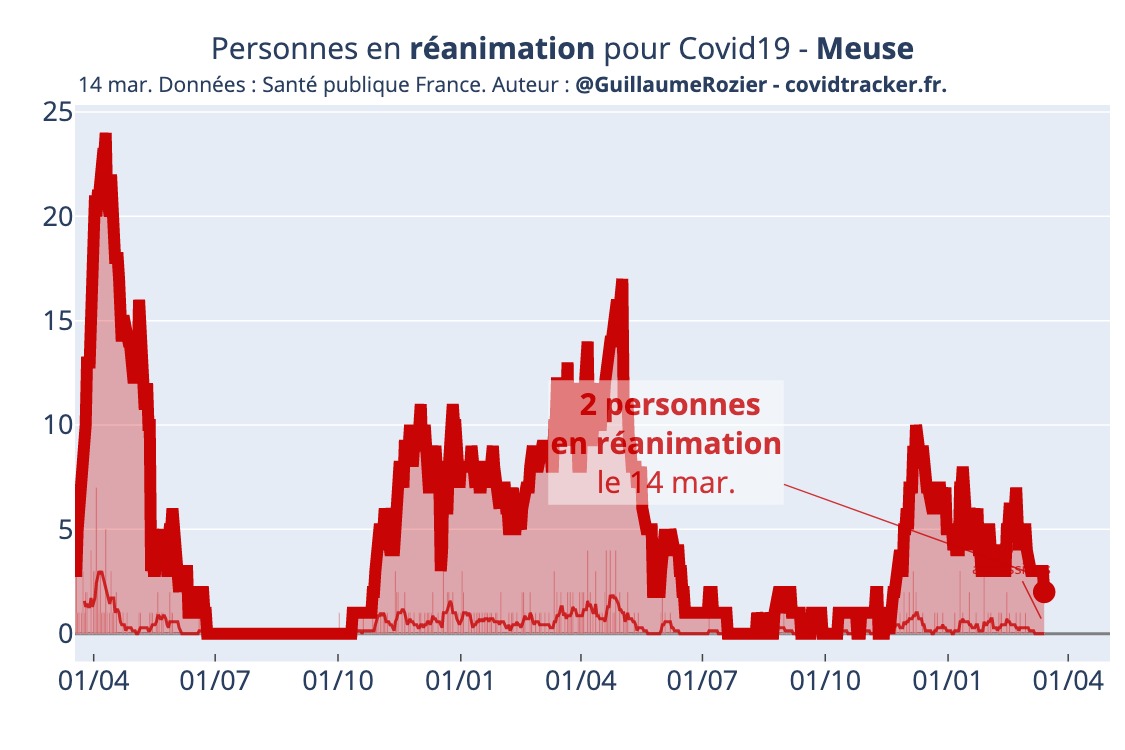 Personnes en réanimation pour Covid19 - Meuse
14 mar. Données : Santé publique France. Auteur : @GuillaumeRozier - covidtracker.fr.
25
20
15
10
5
0
2 personnes
en réanimation
le 14 mar.
01/04 01/07 01/10 01/01 01/04 01/07 01/10 01/01 01/04